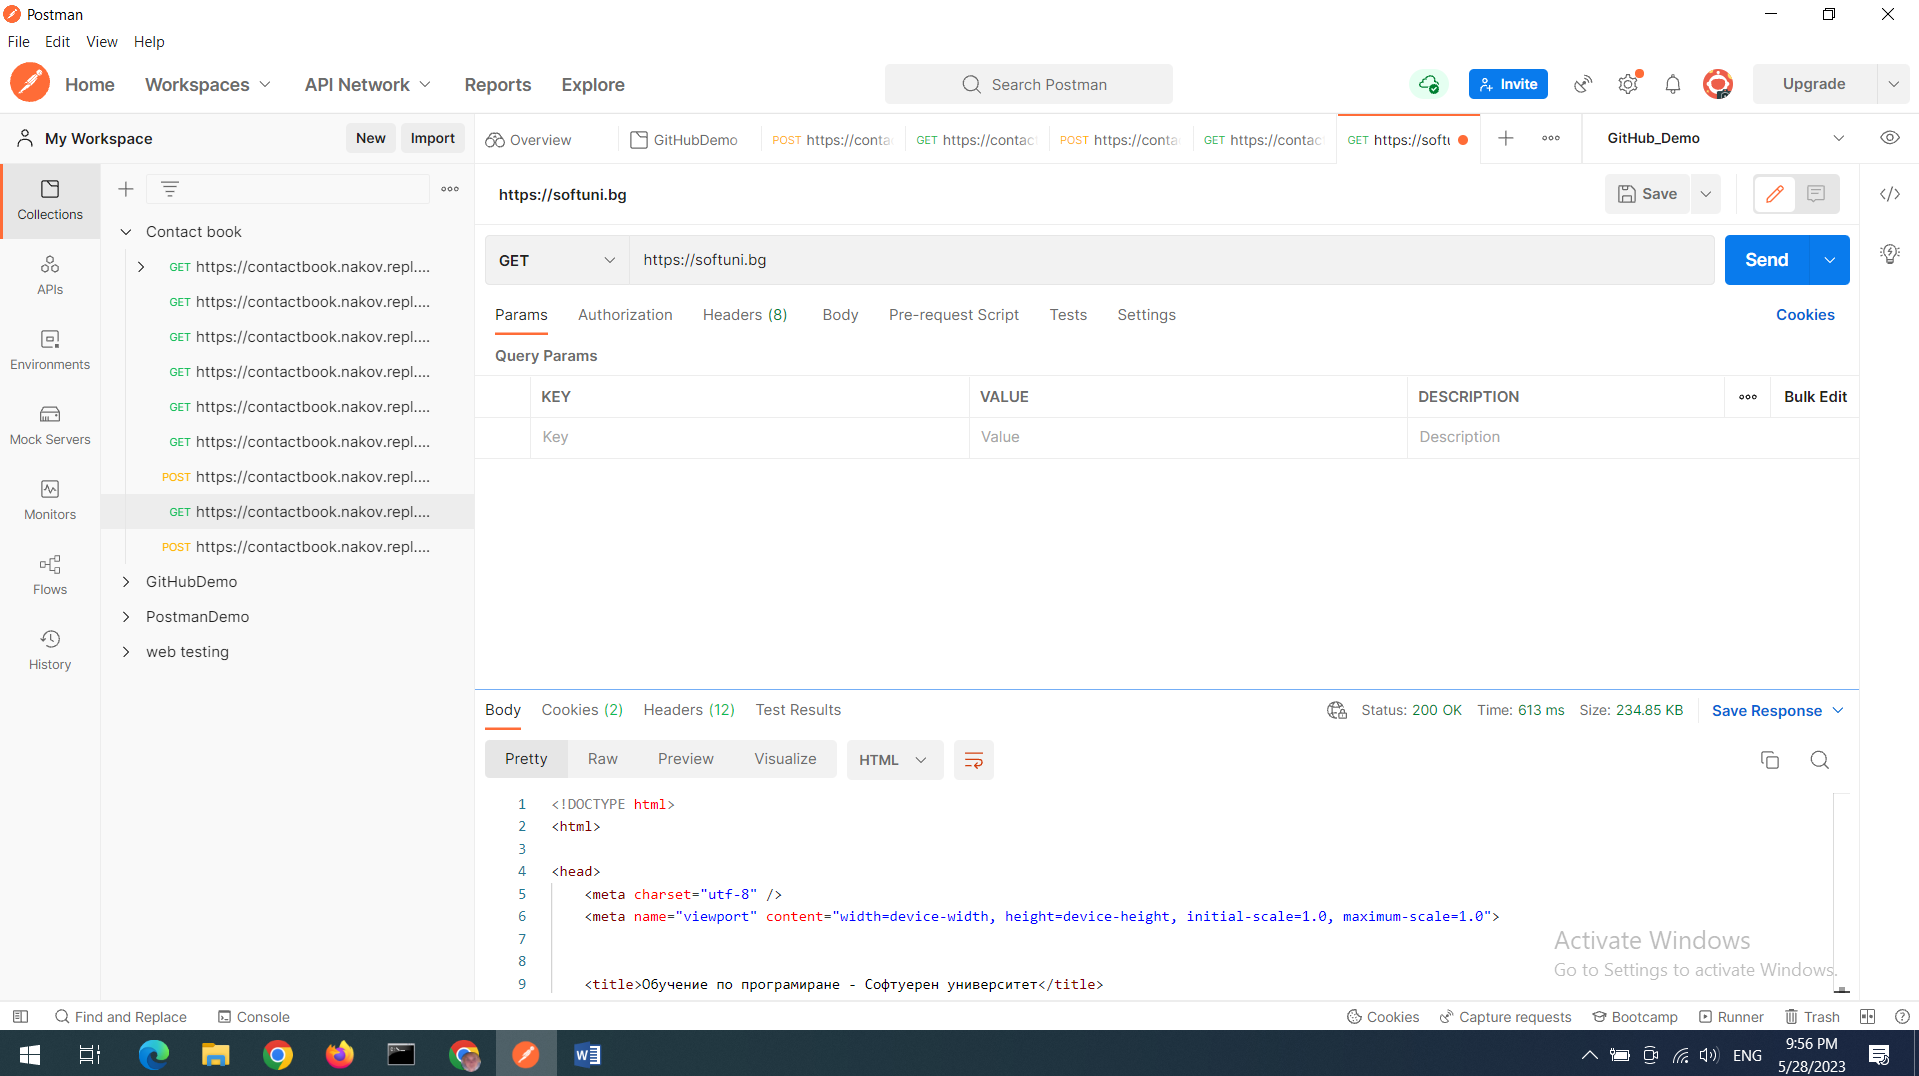 Postman
File Edit View Help
Home Workspaces API Network Reports Explore Search Postman Invite Upgrade
My Workspace New Import Overview GitHubDemo POST https://conta GET https://contac POST https://conta GET https://contac GET https://softu GitHub_Demo
https://softuni.bg Save
Collections
APIs
Environments
Mock Servers
Monitors
Flows
History
Contact book
GET https://contactbook.nakov.repl....
GET https://contactbook.nakov.repl....
GET https://contactbook.nakov.repl....
GET https://contactbook.nakov.repl....
GET https://contactbook.nakov.repl....
GET https://contactbook.nakov.repl....
POST https://contactbook.nakov.repl....
GET https://contactbook.nakov.repl....
POST https://contactbook.nakov.repl....
GitHubDemo
PostmanDemo
web testing
GET https://softuni.bg Send
Params Authorization Headers (8) Body Pre-request Script Tests Settings Cookies
Query Params
KEY VALUE DESCRIPTION Bulk Edit
Key Value Description
Body Cookies (2) Headers (12) Test Results Status: 200 OK Time: 613 ms Size: 234.85 KB Save Response
Pretty Raw Preview Visualize HTML
1 <!DOCTYPE html>
2 <html>
3
4 <head>
5 <meta charset="utf-8" />
6 <meta name="viewport" content="width=device-width, height=device-height, initial-scale=1.0, maximum-scale=1.0">
7
8
9 <title>Обучение по програмиране - Софтуерен университет</title>
Activate Windows
Go to Settings to activate Windows.
Find and Replace Console Cookies Capture requests Bootcamp Runner Trash
ENG 9:56 PM
5/28/2023